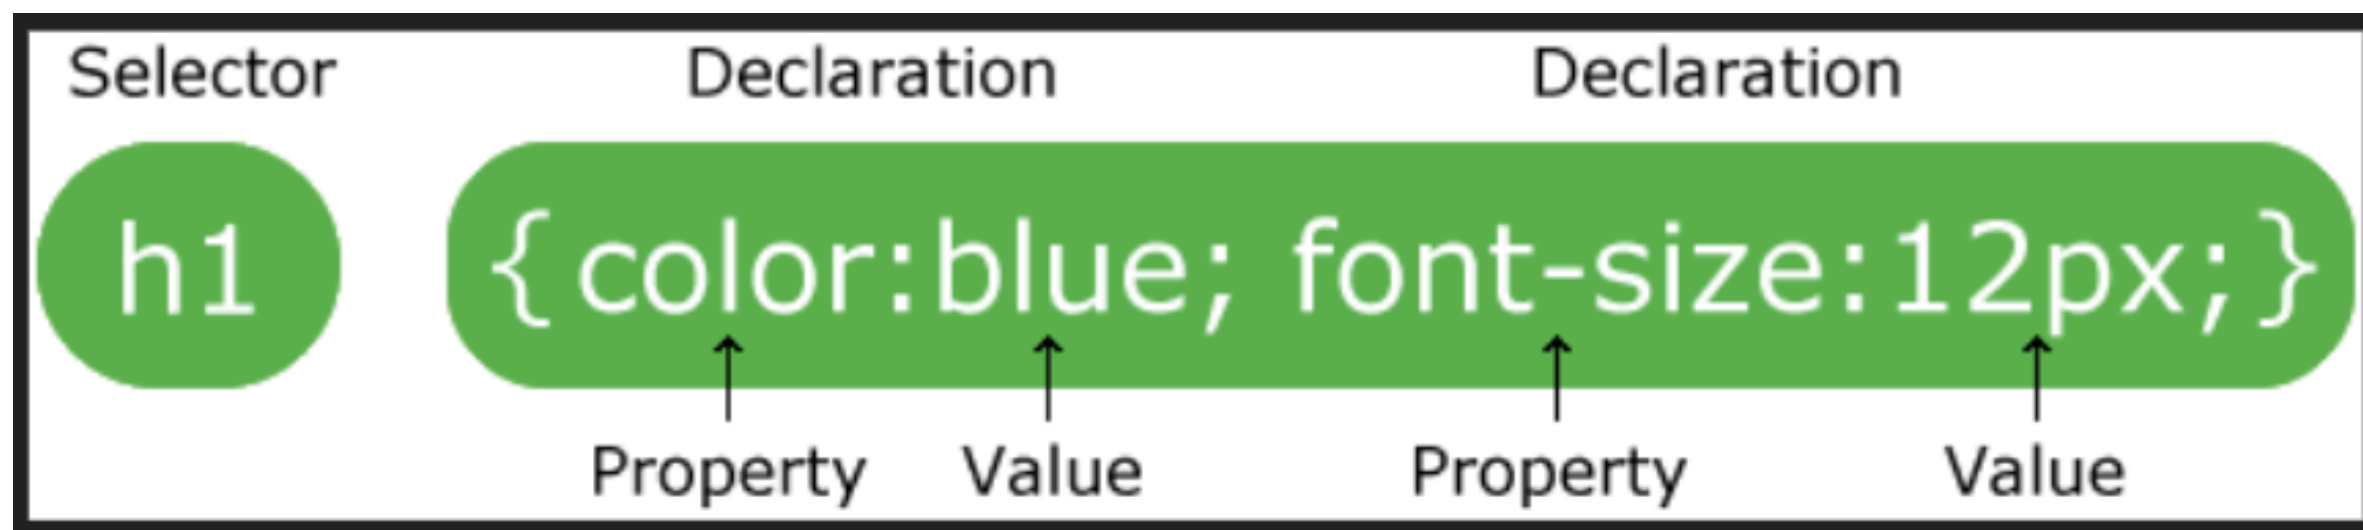 Selector Declaration Declaration
h1 {color:blue; font-size:12px;}
Property Value Property Value